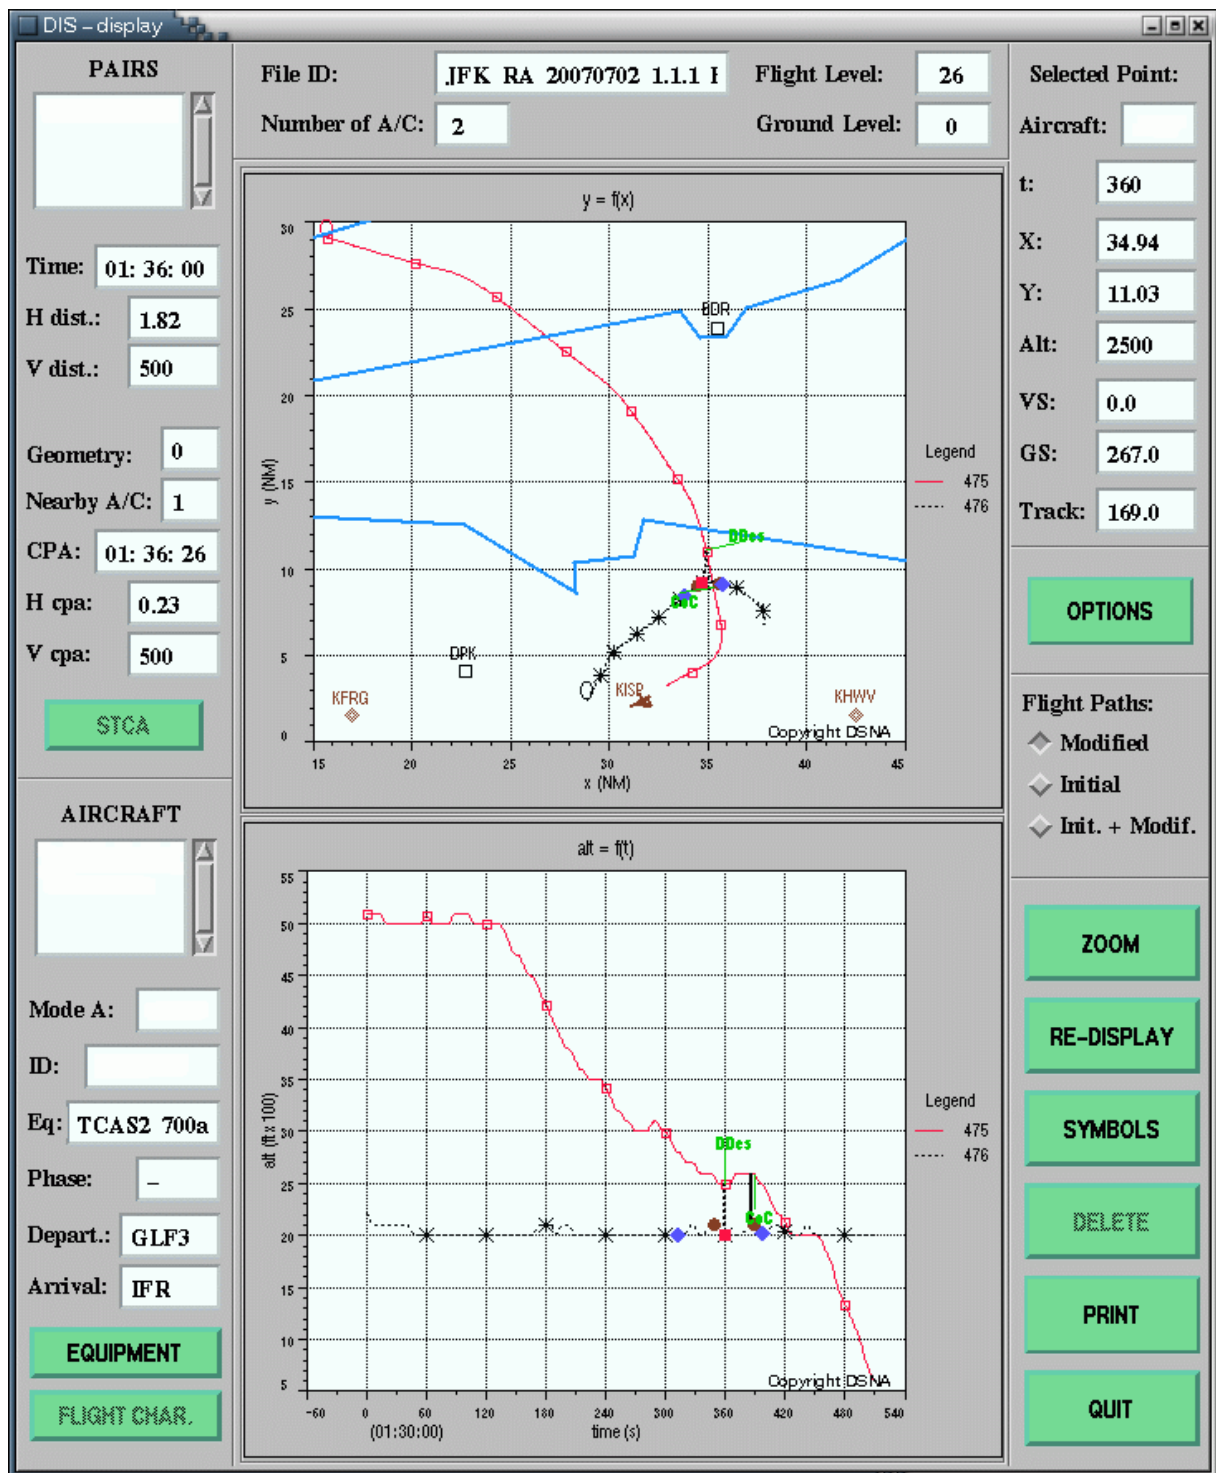 DIS – display
PAIRS
Time: 01: 36: 00
H dist.: 1.82
V dist.: 500
Geometry: 0
Nearby A/C: 1
CPA: 01: 36: 26
H cpa: 0.23
V cpa: 500
STCA
AIRCRAFT
Mode A:
ID:
Eq: TCAS2 700a
Phase: –
Depart.: GLF3
Arrival: IFR
EQUIPMENT
FLIGHT CHAR.
File ID: JFK RA 20070702 1.1.1
Flight Level: 26
Number of A/C: 2
Ground Level: 0
y = f(x)
30
25
20
15
10
5
0
y (NM)
BDR
DDes
CoC
DPK
KFRG
KISP
KHWV
Copyright DSNA
15 20 25 30 35 40 45
x (NM)
Legend
475
476
alt = f(t)
55
50
45
40
35
30
25
20
15
10
5
alt (ft x 100)
DDes
CoC
Copyright DSNA
-60 0 60 120 180 240 300 360 420 480 540
(01:30:00) time (s)
Legend
475
476
Selected Point:
Aircraft:
t: 360
X: 34.94
Y: 11.03
Alt: 2500
VS: 0.0
GS: 267.0
Track: 169.0
OPTIONS
Flight Paths:
Modified
Initial
Init. + Modif.
ZOOM
RE–DISPLAY
SYMBOLS
DELETE
PRINT
QUIT